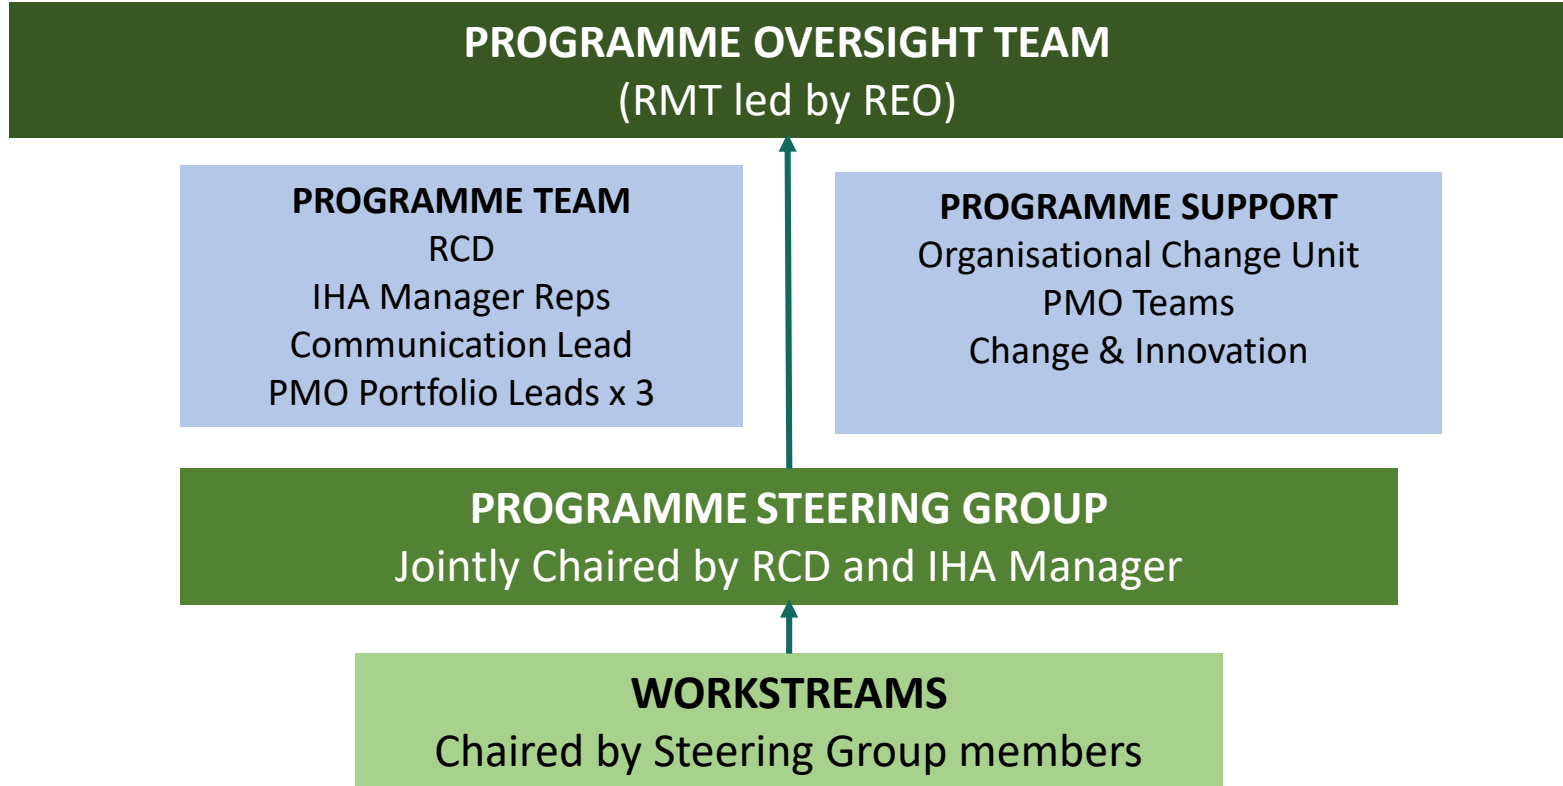 PROGRAMME OVERSIGHT TEAM
(RMT led by REO)
PROGRAMME TEAM
RCD
IHA Manager Reps
Communication Lead
PMO Portfolio Leads x 3
PROGRAMME SUPPORT
Organisational Change Unit
PMO Teams
Change & Innovation
PROGRAMME STEERING GROUP
Jointly Chaired by RCD and IHA Manager
WORKSTREAMS
Chaired by Steering Group members